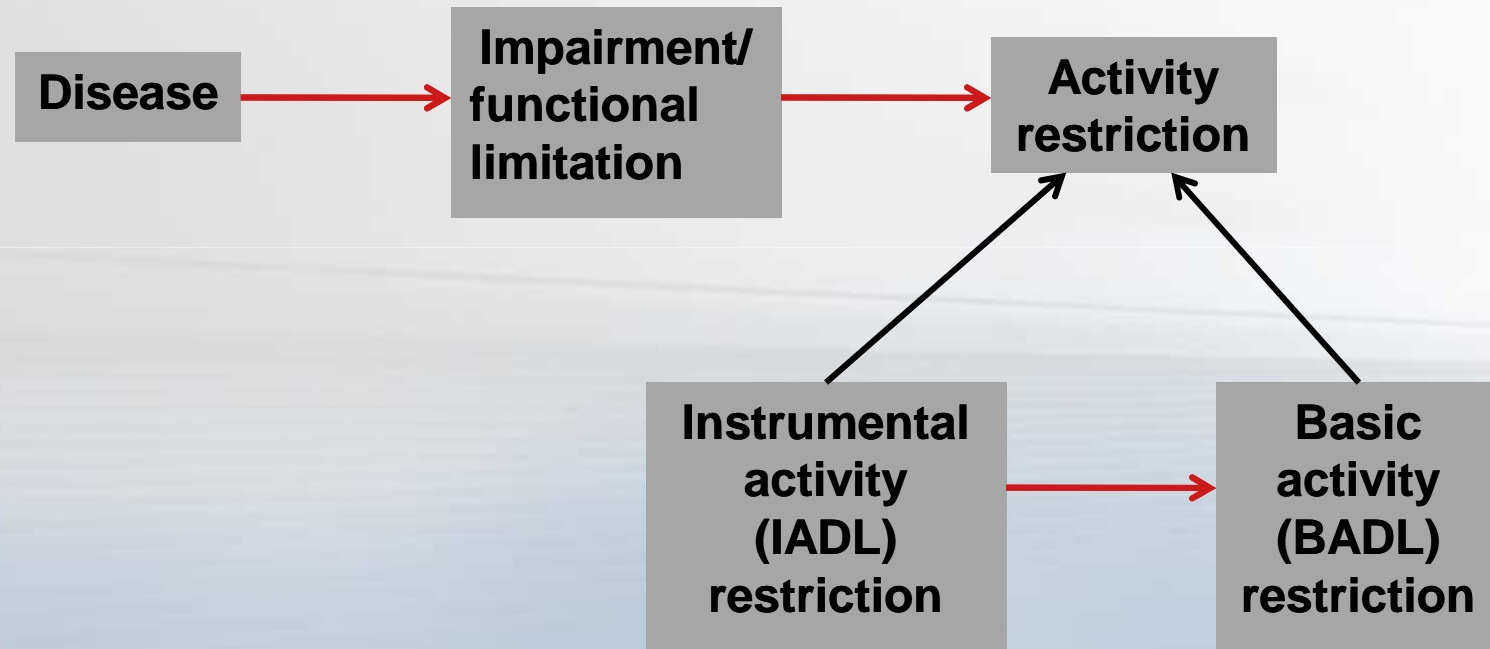 Disease
Impairment/
functional
limitation
Activity
restriction
Instrumental
activity
(IADL)
restriction
Basic
activity
(BADL)
restriction